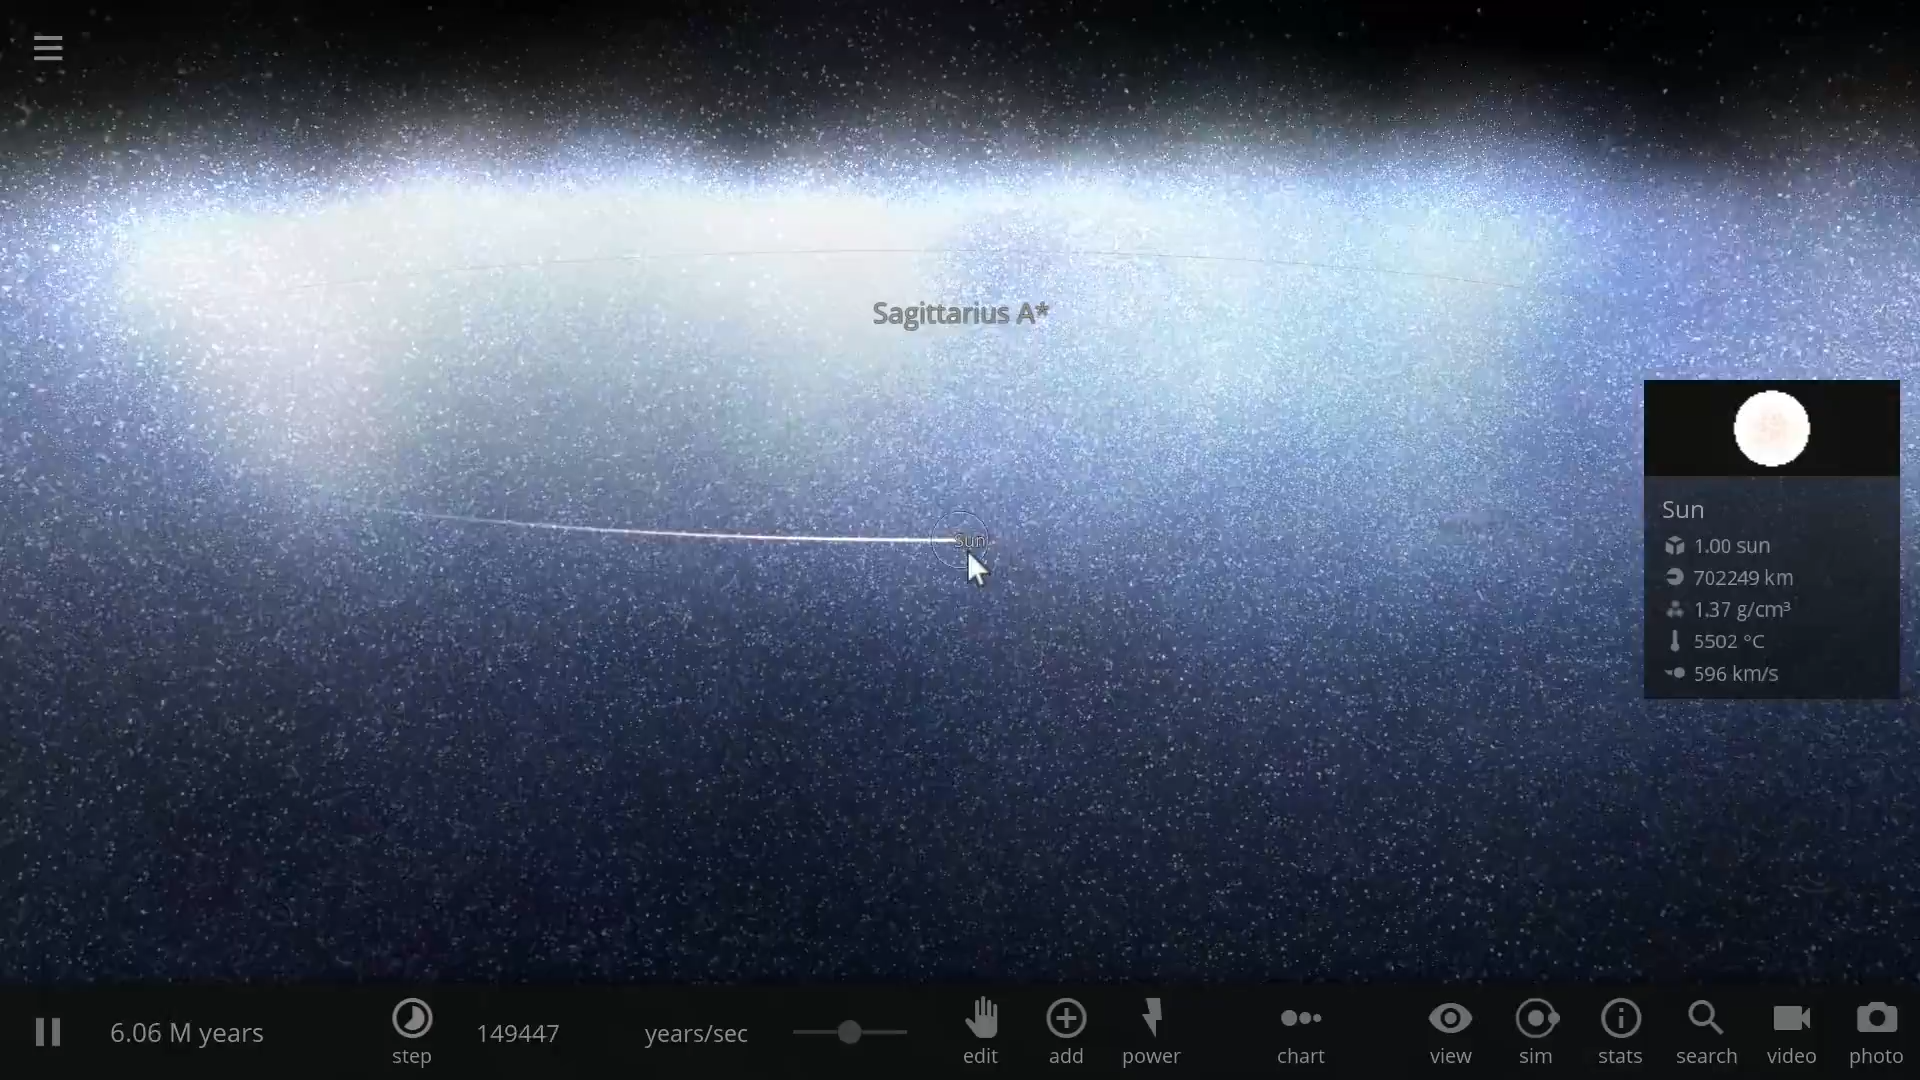 Sagittarius A*
Sun
Sun
1.00 sun
702249 km
1.37 g/cm³
5502 °C
596 km/s
6.06 M years
step
149447
years/sec
edit
add
power
chart
view
sim
stats
search
video
photo